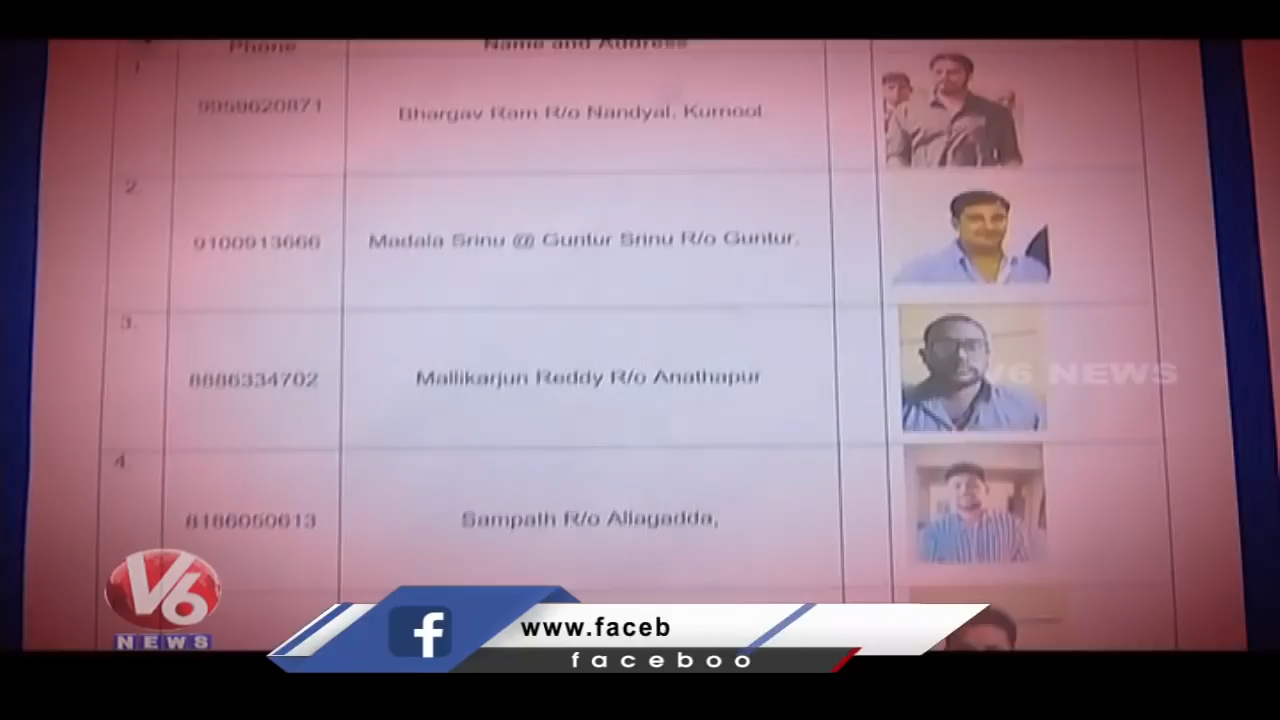 Phone Name and Address
1
9959620871 Bhargav Ram R/o Nandyal, Kurnool
2
9100913666 Madala Srinu @ Guntur Srinu R/o Guntur.
3.
8886334702 Mallikarjun Reddy R/o Anathapur
V6 NEWS
4
8186050613 Sampath R/o Allagadda,
V6
NEWS
f
www.faceb
faceboo